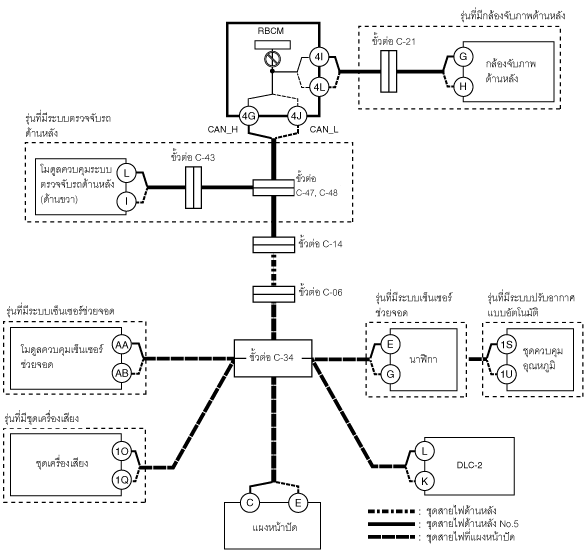 รุ่นที่มีกล้องจับภาพด้านหลัง
RBCM
ขั้วต่อ C-21
4I
G
กล้องจับภาพ
ด้านหลัง
4L
H
4G
4J
รุ่นที่มีระบบตรวจจับรถ
ด้านหลัง
CAN_H
CAN_L
ขั้วต่อ C-43
โมดูลควบคุมระบบ
ตรวจจับรถด้านหลัง
(ด้านขวา)
L
I
ขั้วต่อ
C-47, C-48
ขั้วต่อ C-14
ขั้วต่อ C-06
รุ่นที่มีระบบเซ็นเซอร์ช่วยจอด
รุ่นที่มีระบบเซ็นเซอร์
ช่วยจอด
รุ่นที่มีระบบปรับอากาศ
แบบอัตโนมัติ
โมดูลควบคุมเซ็นเซอร์
ช่วยจอด
AA
AB
ขั้วต่อ C-34
E
G
นาฬิกา
1S
1U
ชุดควบคุม
อุณหภูมิ
รุ่นที่มีชุดเครื่องเสียง
ชุดเครื่องเสียง
1O
1Q
L
K
DLC-2
C
E
แผงหน้าปัด
: ชุดสายไฟด้านหลัง
: ชุดสายไฟด้านหลัง No.5
: ชุดสายไฟที่แผงหน้าปัด